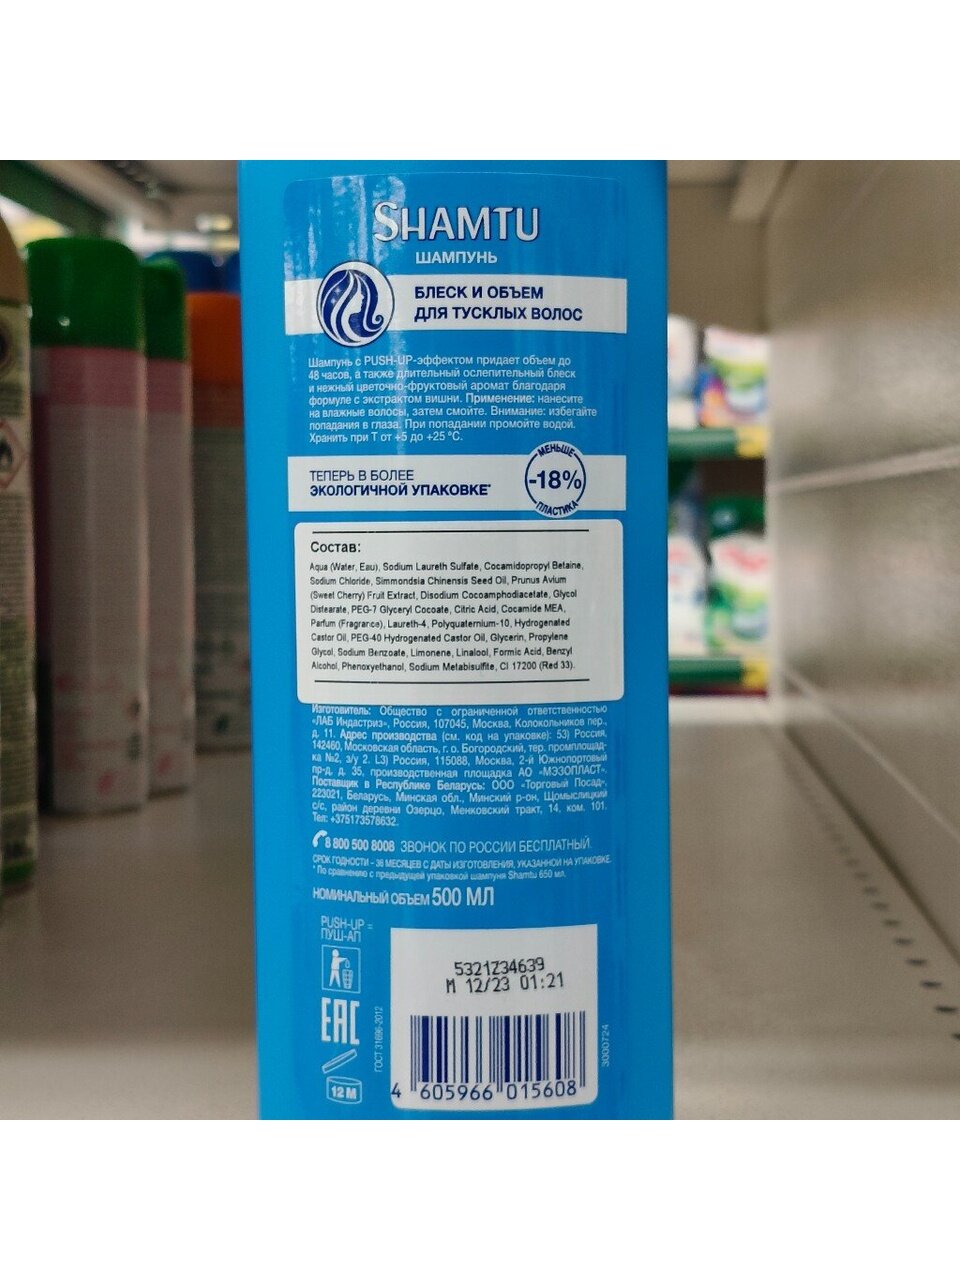 SHAMTU
ШАМПУНЬ
БЛЕСК И ОБЪЕМ
ДЛЯ ТУСКЛЫХ ВОЛОС
Шампунь с PUSH-UP-эффектом придает объем до
48 часов, а также длительный ослепительный блеск
и нежный цветочно-фруктовый аромат благодаря
формуле с экстрактом вишни. Применение: нанесите
на влажные волосы, затем смойте. Внимание: избегайте
попадания в глаза. При попадании промойте водой.
Хранить при Т от +5 до +25 °С.
ТЕПЕРЬ В БОЛЕЕ
ЭКОЛОГИЧНОЙ УПАКОВКЕ*
МЕНЬШЕ
-18%
ПЛАСТИКА
Состав:
Aqua (Water, Eau), Sodium Laureth Sulfate, Cocamidopropyl Betaine,
Sodium Chloride, Simmondsia Chinensis Seed Oil, Prunus Avium
(Sweet Cherry) Fruit Extract, Disodium Cocoamphodiacetate, Glycol
Distearate, PEG-7 Glyceryl Cocoate, Citric Acid, Cocamide MEA,
Parfum (Fragrance), Laureth-4, Polyquaternium-10, Hydrogenated
Castor Oil, PEG-40 Hydrogenated Castor Oil, Glycerin, Propylene
Glycol, Sodium Benzoate, Limonene, Linalool, Formic Acid, Benzyl
Alcohol, Phenoxyethanol, Sodium Metabisulfite, CI 17200 (Red 33).
Изготовитель: Общество с ограниченной ответственностью
«ЛАБ Индастриз», Россия, 107045, Москва, Колокольников пер.,
д. 11. Адрес производства (см. код на упаковке): 53) Россия,
142460, Московская область, г. о. Богородский, тер. промплощад-
ка №2, з/у 2. L3) Россия, 115088, Москва, 2-й Южнопортовый
пр-д, д. 35, производственная площадка АО «МЭЗОПЛАСТ».
Поставщик в Республике Беларусь: ООО «Торговый Посад»,
223021, Беларусь, Минская обл., Минский р-он, Щомыслицкий
с/с, район деревни Озерцо, Менковский тракт, 14, ком. 101.
Тел: +375173578632.
8 800 500 8008 ЗВОНОК ПО РОССИИ БЕСПЛАТНЫЙ.
СРОК ГОДНОСТИ – 36 МЕСЯЦЕВ С ДАТЫ ИЗГОТОВЛЕНИЯ, УКАЗАННОЙ НА УПАКОВКЕ.
* По сравнению с предыдущей упаковкой шампуня Shamtu 650 мл.
НОМИНАЛЬНЫЙ ОБЪЕМ 500 МЛ
PUSH-UP =
ПУШ-АП
EAC
12 M
ГОСТ 31696-2012
5321Z34639
M 12/23 01:21
4 605966 015608
3000724